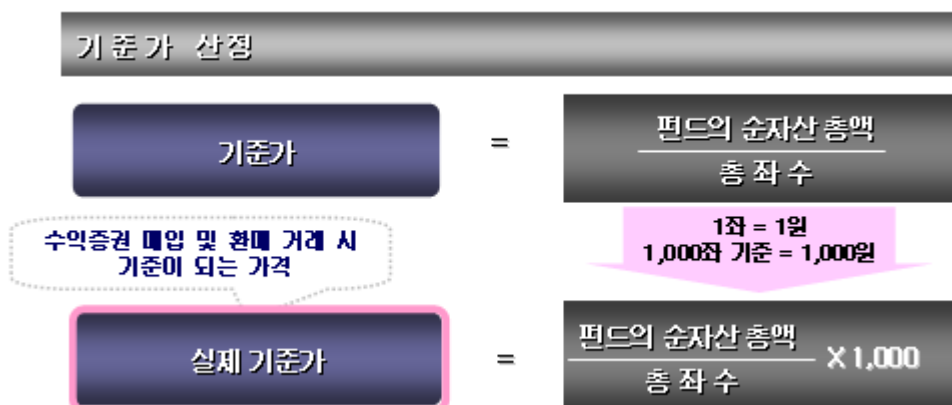 기준가 산정
기준가
=
펀드의 순자산 총액
총 좌 수
수익증권 매입 및 환매 거래 시
기준이 되는 가격
1좌 = 1원
1,000좌 기준 = 1,000원
실제 기준가
=
펀드의 순자산 총액
총 좌 수
X 1,000